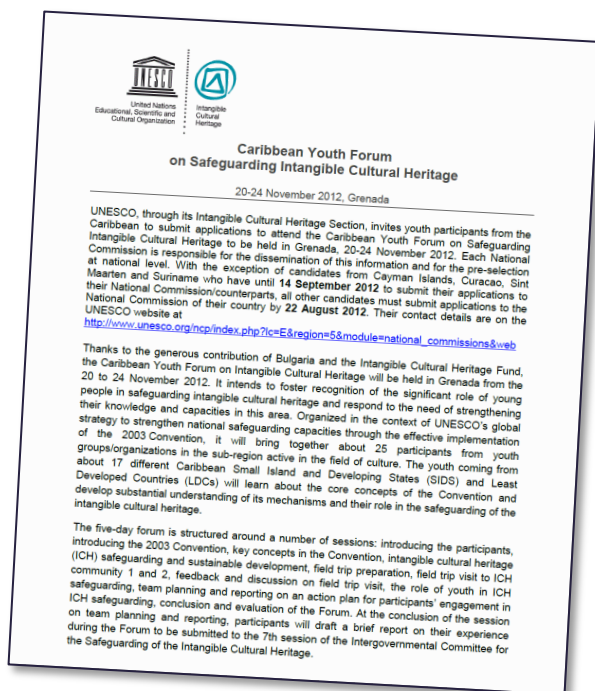 UNESCO
United Nations
Educational, Scientific and
Cultural Organization
Intangible
Cultural
Heritage
Caribbean Youth Forum
on Safeguarding Intangible Cultural Heritage
20-24 November 2012, Grenada
UNESCO, through its Intangible Cultural Heritage Section, invites youth participants from the
Caribbean to submit applications to attend the Caribbean Youth Forum on Safeguarding
Intangible Cultural Heritage to be held in Grenada, 20-24 November 2012. Each National
Commission is responsible for the dissemination of this information and for the pre-selection
at national level. With the exception of candidates from Cayman Islands, Curacao, Sint
Maarten and Suriname who have until 14 September 2012 to submit their applications to
their National Commission/counterparts, all other candidates must submit applications to the
National Commission of their country by 22 August 2012. Their contact details are on the
UNESCO website at
http://www.unesco.org/ncp/index.php?lc=E&region=5&module=national_commissions&web
Thanks to the generous contribution of Bulgaria and the Intangible Cultural Heritage Fund,
the Caribbean Youth Forum on Intangible Cultural Heritage will be held in Grenada from the
20 to 24 November 2012. It intends to foster recognition of the significant role of young
people in safeguarding intangible cultural heritage and respond to the need of strengthening
their knowledge and capacities in this area. Organized in the context of UNESCO's global
strategy to strengthen national safeguarding capacities through the effective implementation
of the 2003 Convention, it will bring together about 25 participants from youth
groups/organizations in the sub-region active in the field of culture. The youth coming from
about 17 different Caribbean Small Island and Developing States (SIDS) and Least
Developed Countries (LDCs) will learn about the core concepts of the Convention and
develop substantial understanding of its mechanisms and their role in the safeguarding of the
intangible cultural heritage.
The five-day forum is structured around a number of sessions: introducing the participants,
introducing the 2003 Convention, key concepts in the Convention, intangible cultural heritage
(ICH) safeguarding and sustainable development, field trip preparation, field trip visit to ICH
community 1 and 2, feedback and discussion on field trip visit, the role of youth in ICH
safeguarding, team planning and reporting on an action plan for participants' engagement in
ICH safeguarding, conclusion and evaluation of the Forum. At the conclusion of the session
on team planning and reporting, participants will draft a brief report on their experience
during the Forum to be submitted to the 7th session of the Intergovernmental Committee for
the Safeguarding of the Intangible Cultural Heritage.